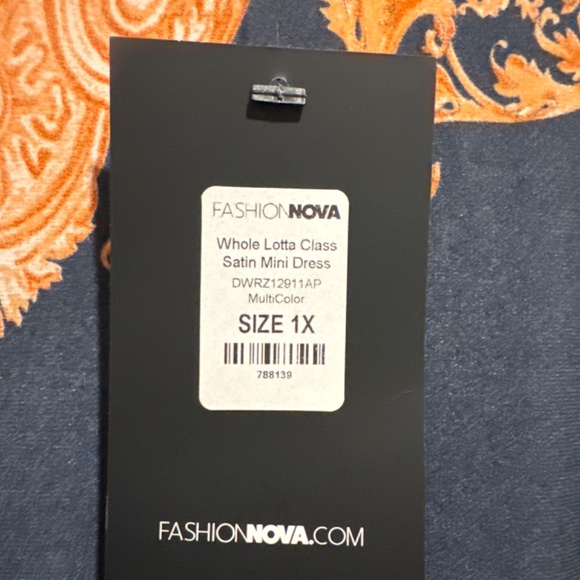 FASHIONNOVA
Whole Lotta Class
Satin Mini Dress
DWRZ12911AP
MultiColor
SIZE 1X
788139
FASHIONNOVA.COM